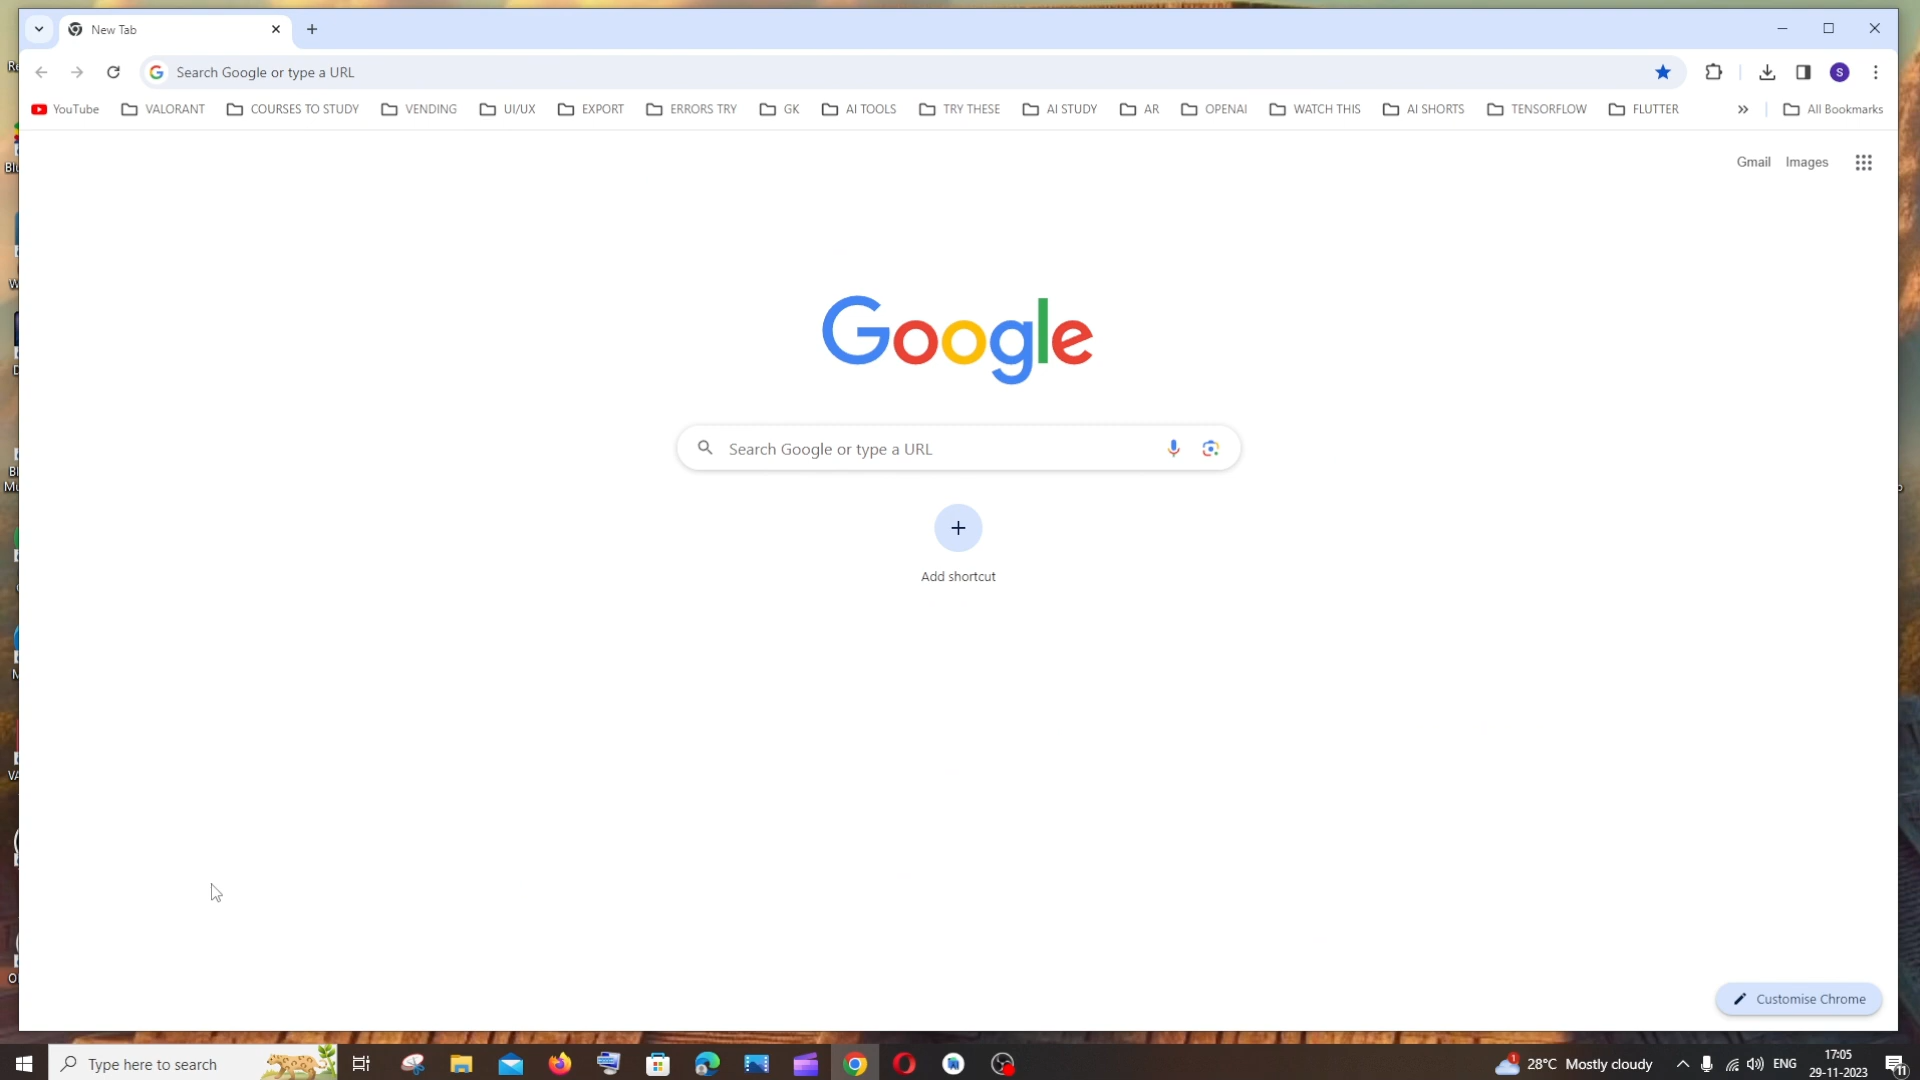 New Tab
Search Google or type a URL
YouTube VALORANT COURSES TO STUDY VENDING UI/UX EXPORT ERRORS TRY GK AI TOOLS TRY THESE AI STUDY AR OPENAI WATCH THIS AI SHORTS TENSORFLOW FLUTTER » All Bookmarks
Gmail Images
Google
Search Google or type a URL
Add shortcut
Customise Chrome
Type here to search
28°C Mostly cloudy
ENG
17:05
29-11-2023
11